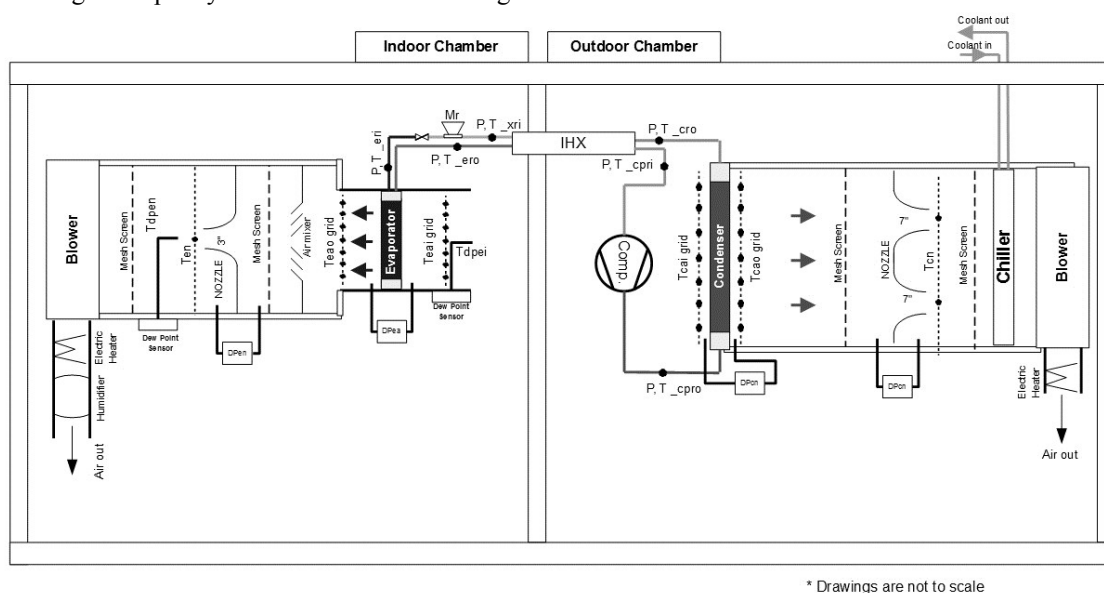 Coolant out
Coolant in
Indoor Chamber
Outdoor Chamber
Mr
P, T _eri
P, T _xri
P, T _ero
IHX
P, T _cro
P, T _cpri
Blower
Mesh Screen
Tdpen
Ten
3"
NOZZLE
Mesh Screen
Air mixer
Teao grid
Evaporator
Teai grid
Tdpei
Comp.
Tcai grid
Condenser
Tcao grid
Mesh Screen
NOZZLE
7"
7"
Tcn
Mesh Screen
Chiller
Blower
Dew Point
Sensor
Dew Point
Sensor
DPen
DPea
P, T _cpro
DPcn
DPcn
Electric
Heater
Humidifier
Air out
Electric
Heater
Air out
* Drawings are not to scale